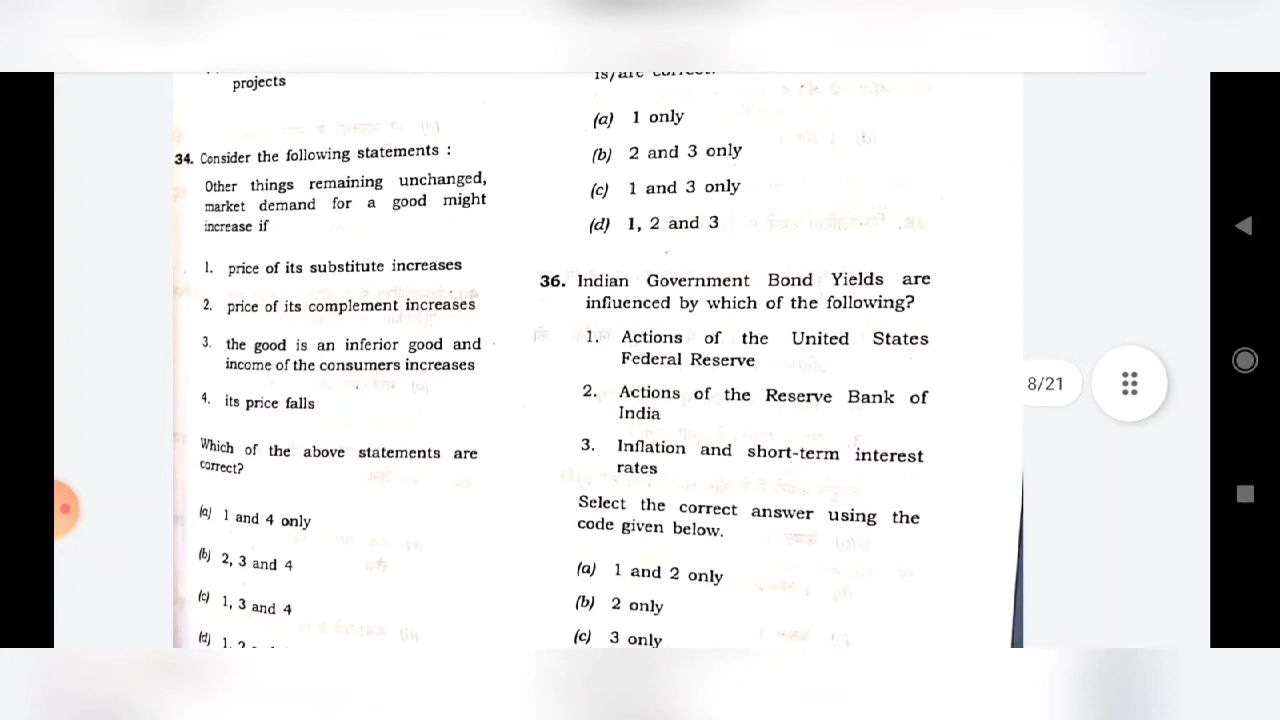 projects
34. Consider the following statements :
Other things remaining unchanged,
market demand for a good might
increase if
1. price of its substitute increases
2. price of its complement increases
3. the good is an inferior good and
income of the consumers increases
4. its price falls
Which of the above statements are
correct?
(a) 1 and 4 only
(b) 2, 3 and 4
(c) 1, 3 and 4
(d) 1, 2
is/are correct?
(a) 1 only
(b) 2 and 3 only
(c) 1 and 3 only
(d) 1, 2 and 3
36. Indian Government Bond Yields are
influenced by which of the following?
1. Actions of the United States
Federal Reserve
2. Actions of the Reserve Bank of
India
3. Inflation and short-term interest
rates
Select the correct answer using the
code given below.
(a) 1 and 2 only
(b) 2 only
(c) 3 only
8/21